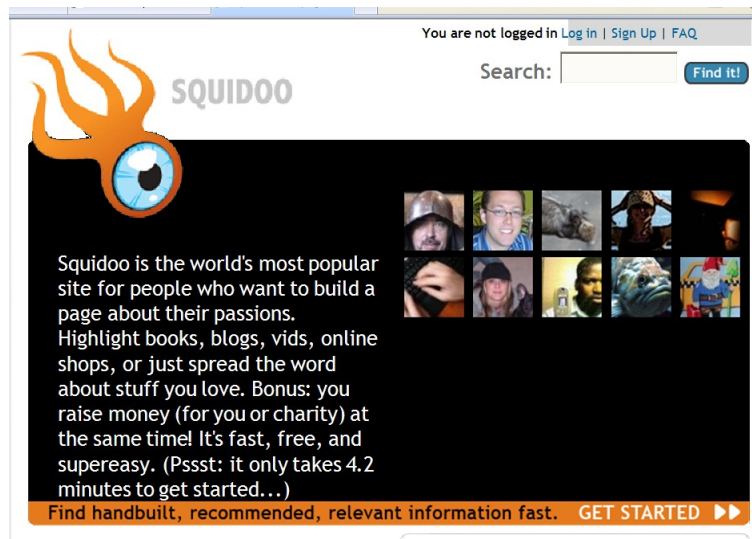 You are not logged in Log in | Sign Up | FAQ
SQUIDOO
Search:
Find it!
Squidoo is the world's most popular
site for people who want to build a
page about their passions.
Highlight books, blogs, vids, online
shops, or just spread the word
about stuff you love. Bonus: you
raise money (for you or charity) at
the same time! It's fast, free, and
supereasy. (Pssst: it only takes 4.2
minutes to get started...)
Find handbuilt, recommended, relevant information fast. GET STARTED